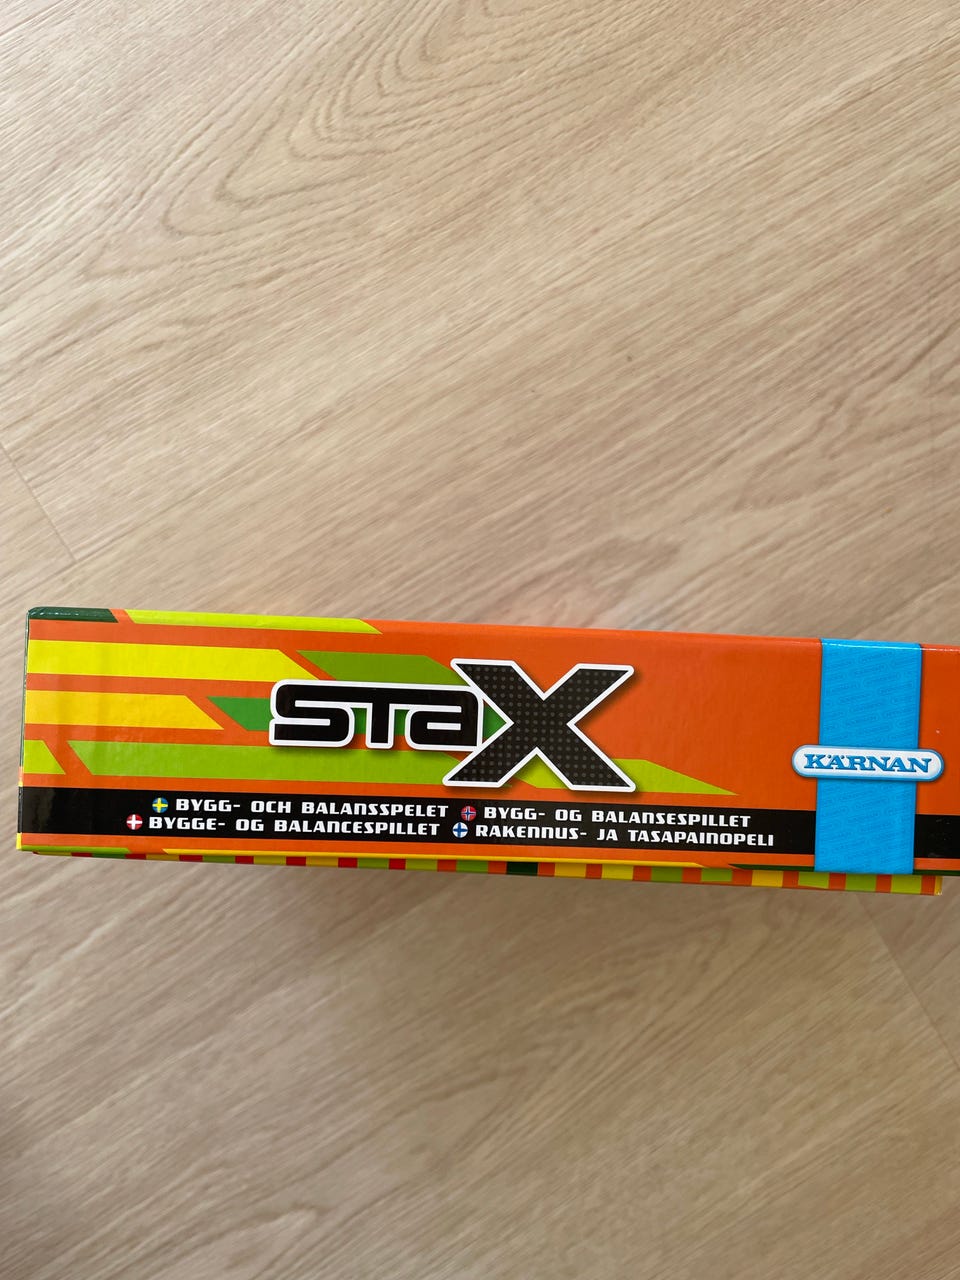 STAX
BYGG- OCH BALANSSPELET BYGG- OG BALANSESPILLET
BYGGE- OG BALANCESPILLET RAKENNUS- JA TASAPAINOPELI
KÄRNAN